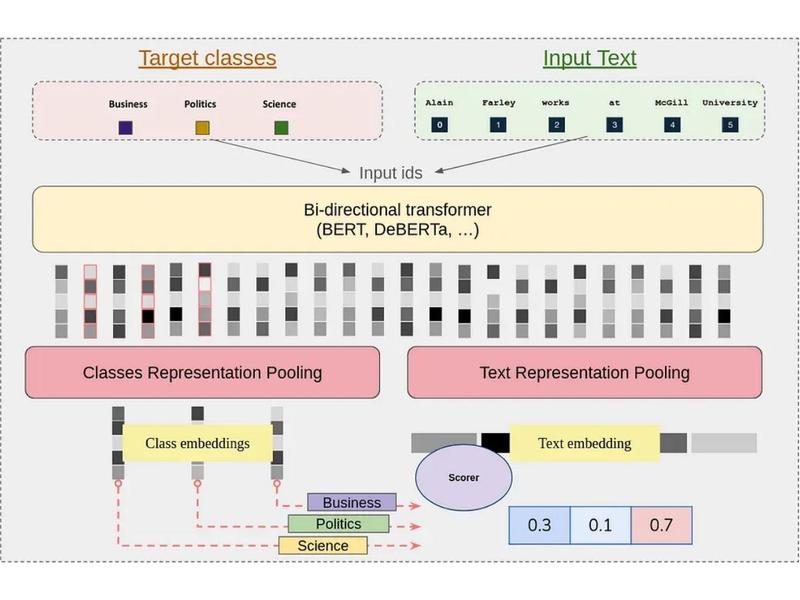 Target classes
Input Text
Business Politics Science
Alain Farley works at McGill University
0 1 2 3 4 5
Input ids
Bi-directional transformer
(BERT, DeBERTa, …)
Classes Representation Pooling
Text Representation Pooling
Class embeddings
Text embedding
Scorer
Business
Politics
Science
0.3 0.1 0.7